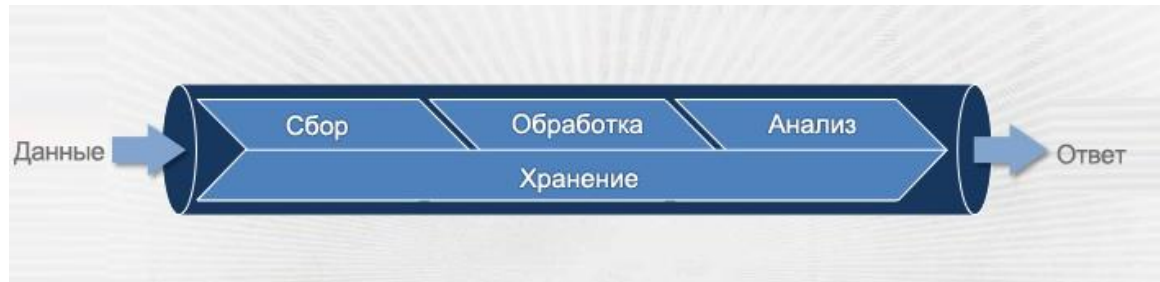 Данные
Сбор
Обработка
Анализ
Хранение
Ответ